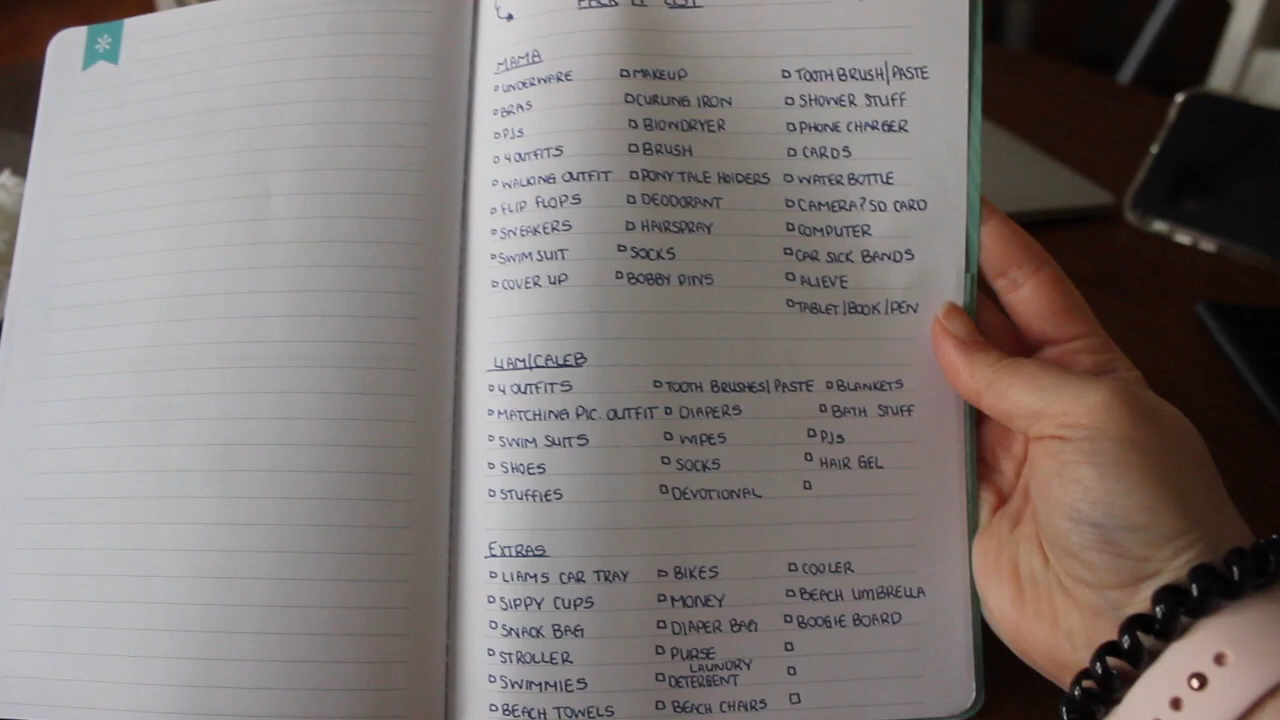 PACK IT LIST
MAMA
UNDERWARE MAKEUP TOOTHBRUSH/PASTE
BRAS CURLING IRON SHOWER STUFF
PJS BLOWDRYER PHONE CHARGER
4 OUTFITS BRUSH CARDS
WALKING OUTFIT PONY TALE HOLDERS WATER BOTTLE
FLIP FLOPS DEODORANT CAMERA? SD CARD
SNEAKERS HAIRSPRAY COMPUTER
SWIM SUIT SOCKS CAR SICK BANDS
COVER UP BOBBY PINS ALIEVE
TABLET/BOOK/PEN
LIAM/CALEB
4 OUTFITS TOOTH BRUSHES/PASTE BLANKETS
MATCHING PIC. OUTFIT DIAPERS BATH STUFF
SWIM SUITS WIPES PJS
SHOES SOCKS HAIR GEL
STUFFIES DEVOTIONAL
EXTRAS
LIAMS CAR TRAY BIKES COOLER
SIPPY CUPS MONEY BEACH UMBRELLA
SNACK BAG DIAPER BAG BOOGIE BOARD
STROLLER PURSE
SWIMMIES LAUNDRY DETERGENT
BEACH TOWELS BEACH CHAIRS